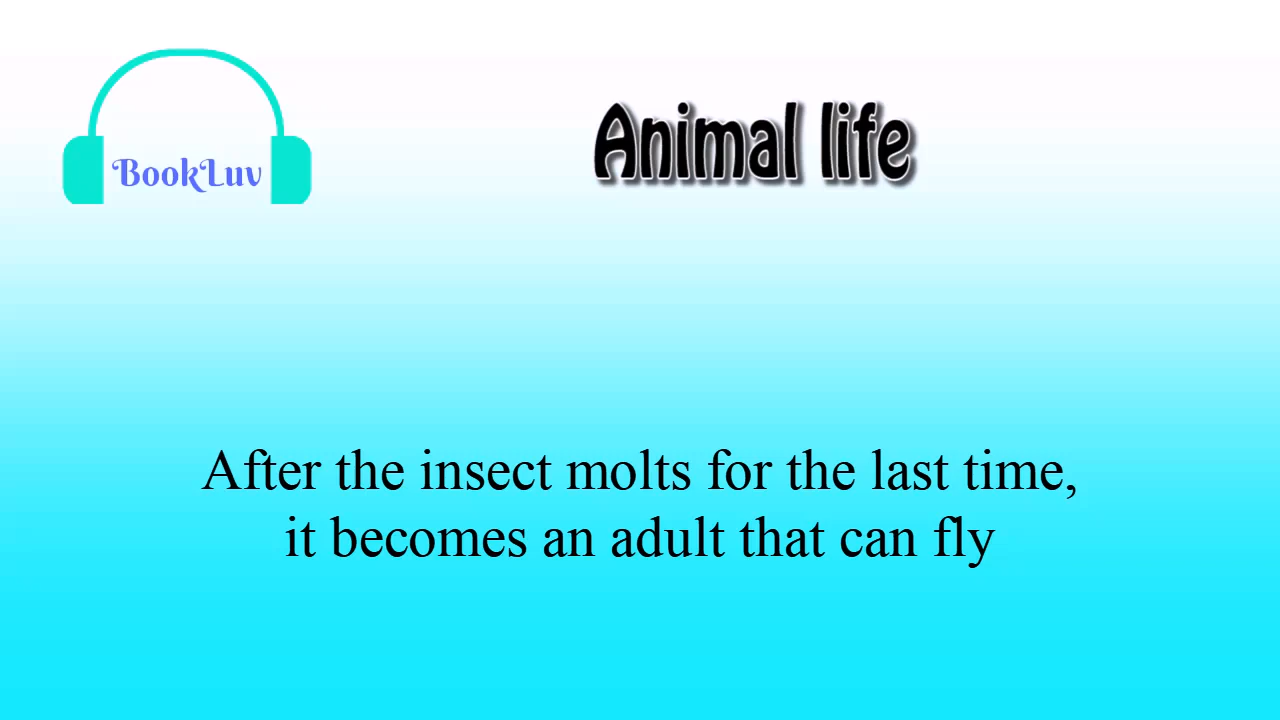 BookLuv
Animal life
After the insect molts for the last time,
it becomes an adult that can fly